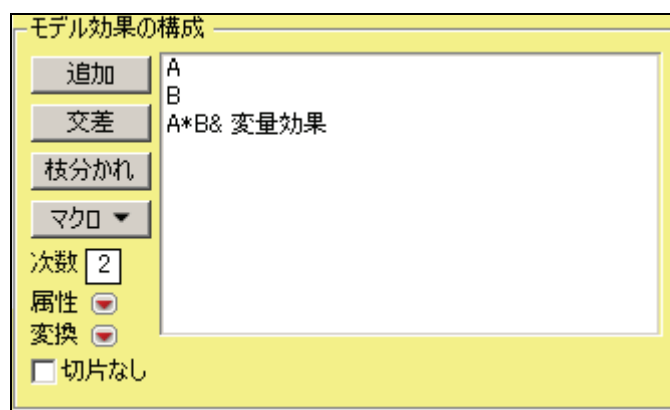 モデル効果の構成
追加
交差
枝分かれ
マクロ
次数 2
属性
変換
切片なし
A
B
A*B& 変量効果